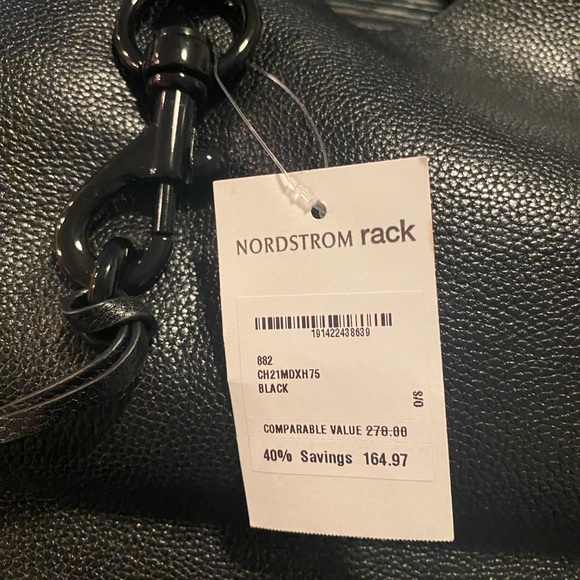 NORDSTROM rack
191422438639
882
CH21MDXH75
BLACK
O/S
COMPARABLE VALUE 278.00
40% Savings 164.97